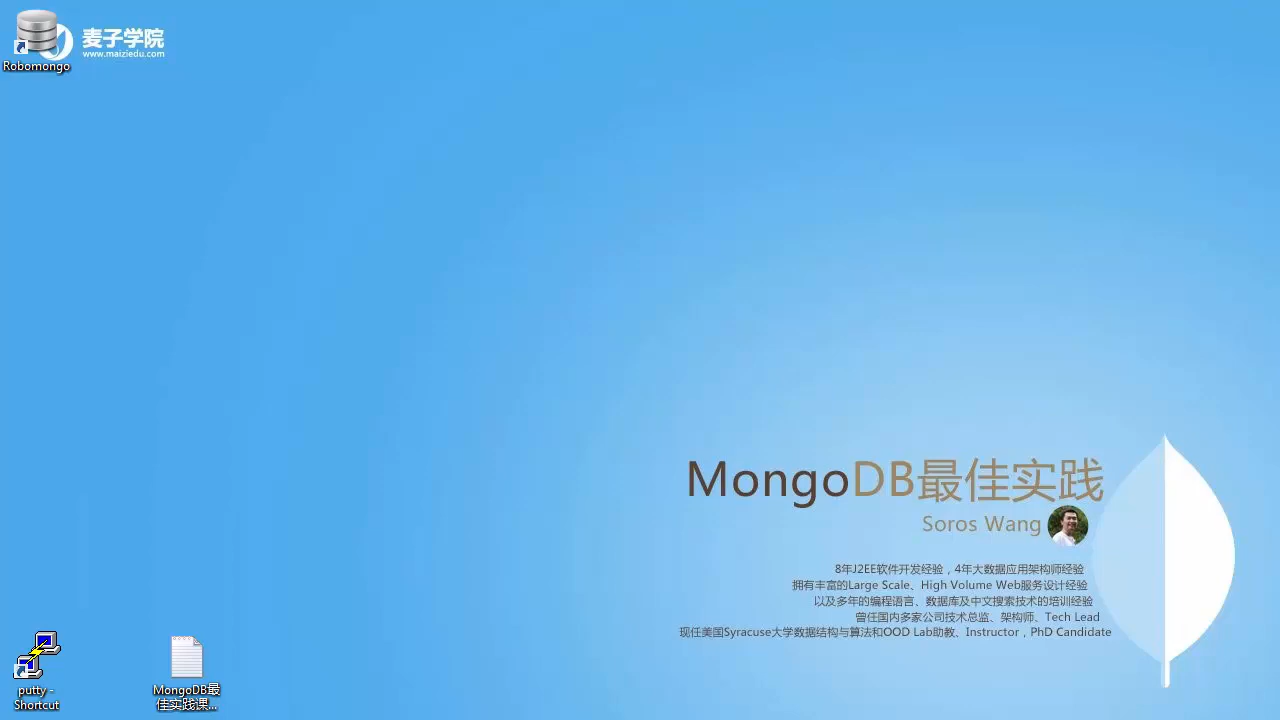 麦子学院
www.maiziedu.com
Robomongo
MongoDB最佳实践
Soros Wang
8年J2EE软件开发经验，4年大数据应用架构师经验
拥有丰富的Large Scale、High Volume Web服务设计经验
以及多年的编程语言、数据库及中文搜索技术的培训经验
曾任国内多家公司技术总监、架构师、Tech Lead
现任美国Syracuse大学数据结构与算法和OOD Lab助教、Instructor，PhD Candidate
putty -
Shortcut
MongoDB最
佳实践课...